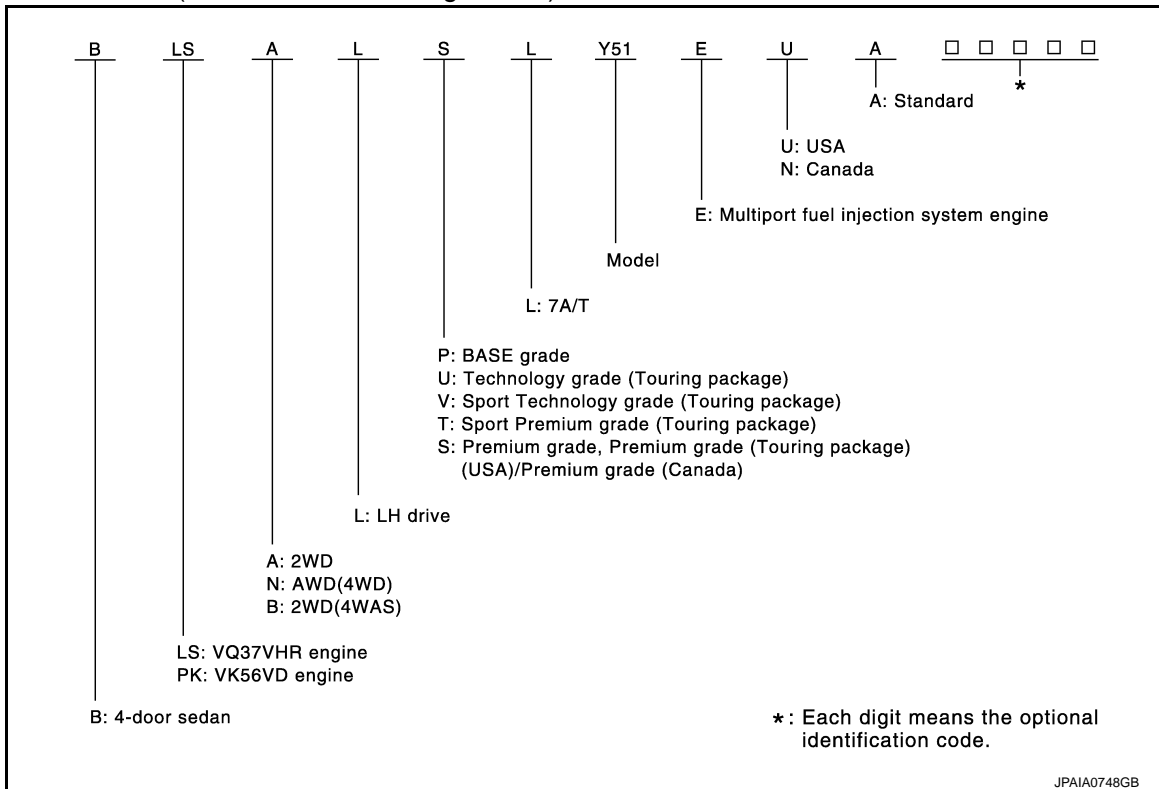 B LS A L S L Y51 E U A □ □ □ □ □
*
A: Standard
U: USA
N: Canada
E: Multiport fuel injection system engine
Model
L: 7A/T
P: BASE grade
U: Technology grade (Touring package)
V: Sport Technology grade (Touring package)
T: Sport Premium grade (Touring package)
S: Premium grade, Premium grade (Touring package)
(USA)/Premium grade (Canada)
L: LH drive
A: 2WD
N: AWD(4WD)
B: 2WD(4WAS)
LS: VQ37VHR engine
PK: VK56VD engine
B: 4-door sedan
*: Each digit means the optional
identification code.
JPAIA0748GB